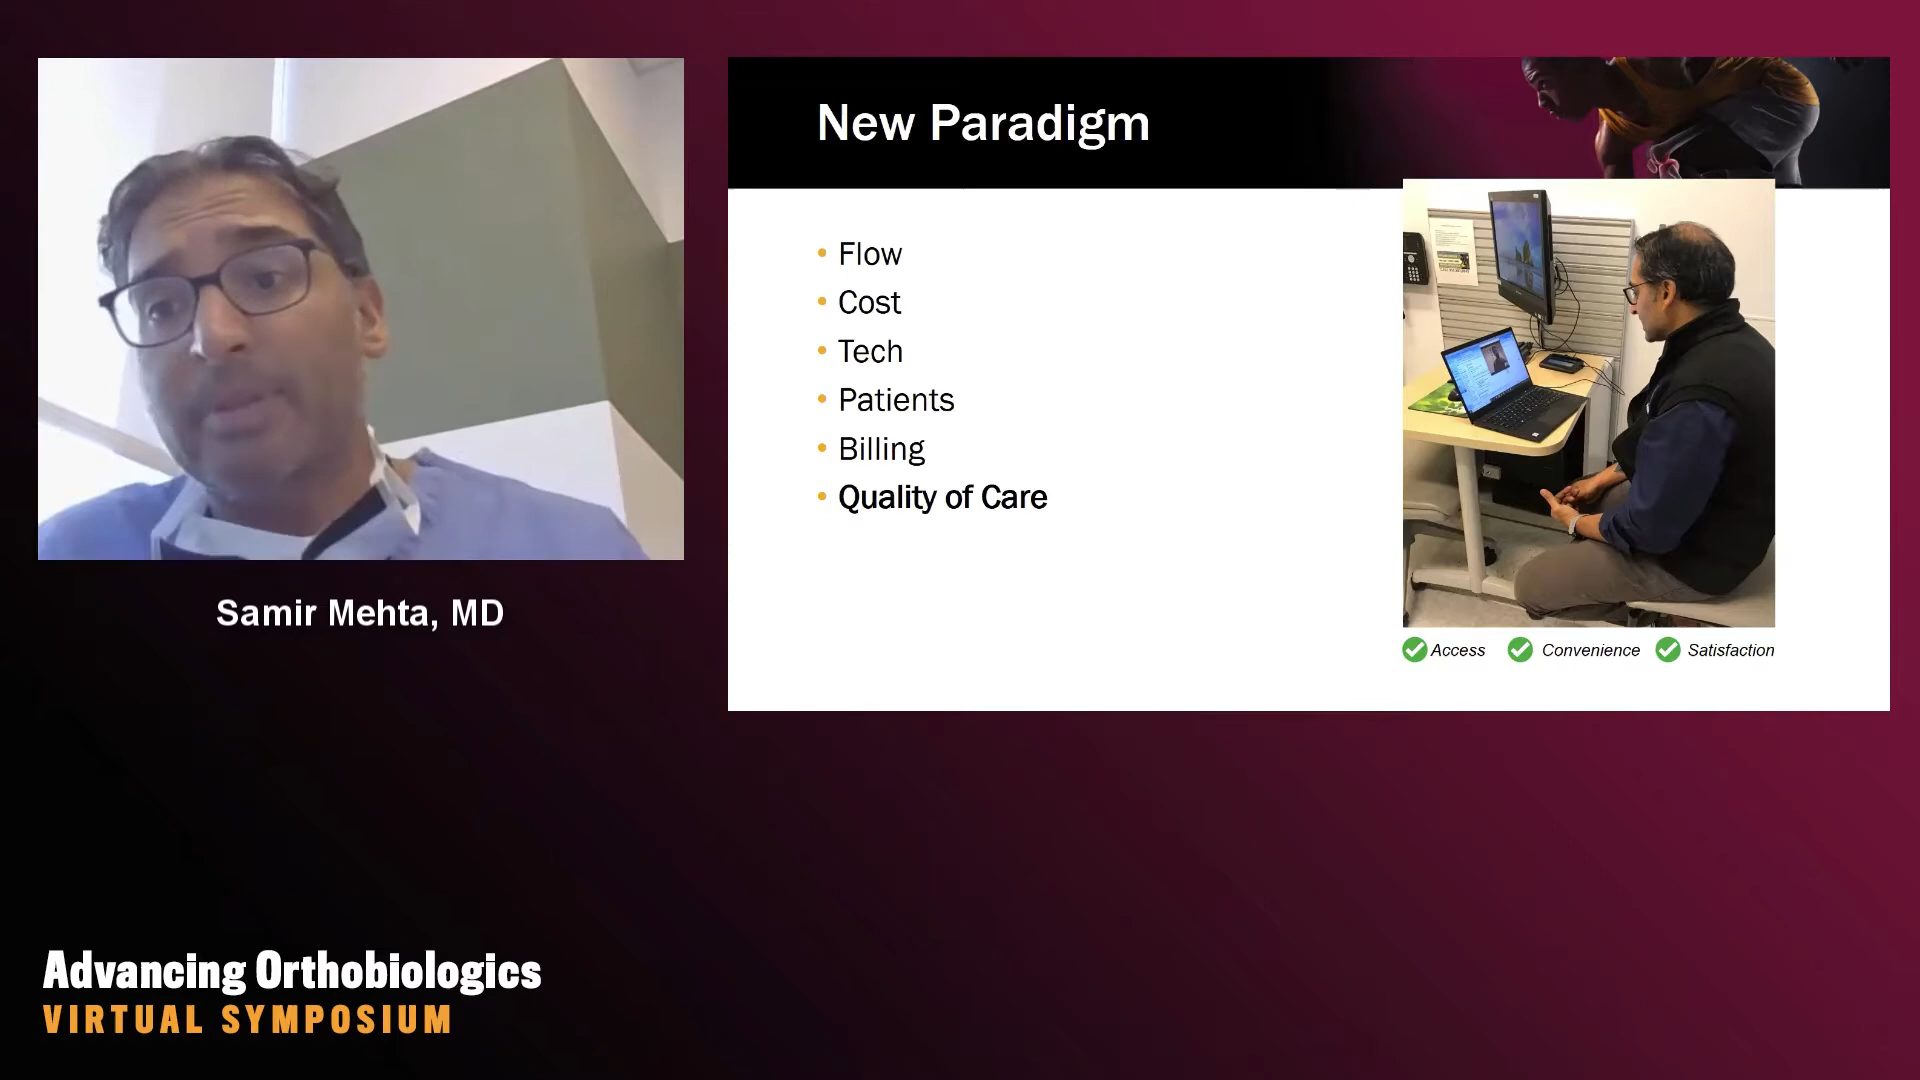 New Paradigm
• Flow
• Cost
• Tech
• Patients
• Billing
• Quality of Care
Access Convenience Satisfaction
Samir Mehta, MD
Advancing Orthobiologics
VIRTUAL SYMPOSIUM